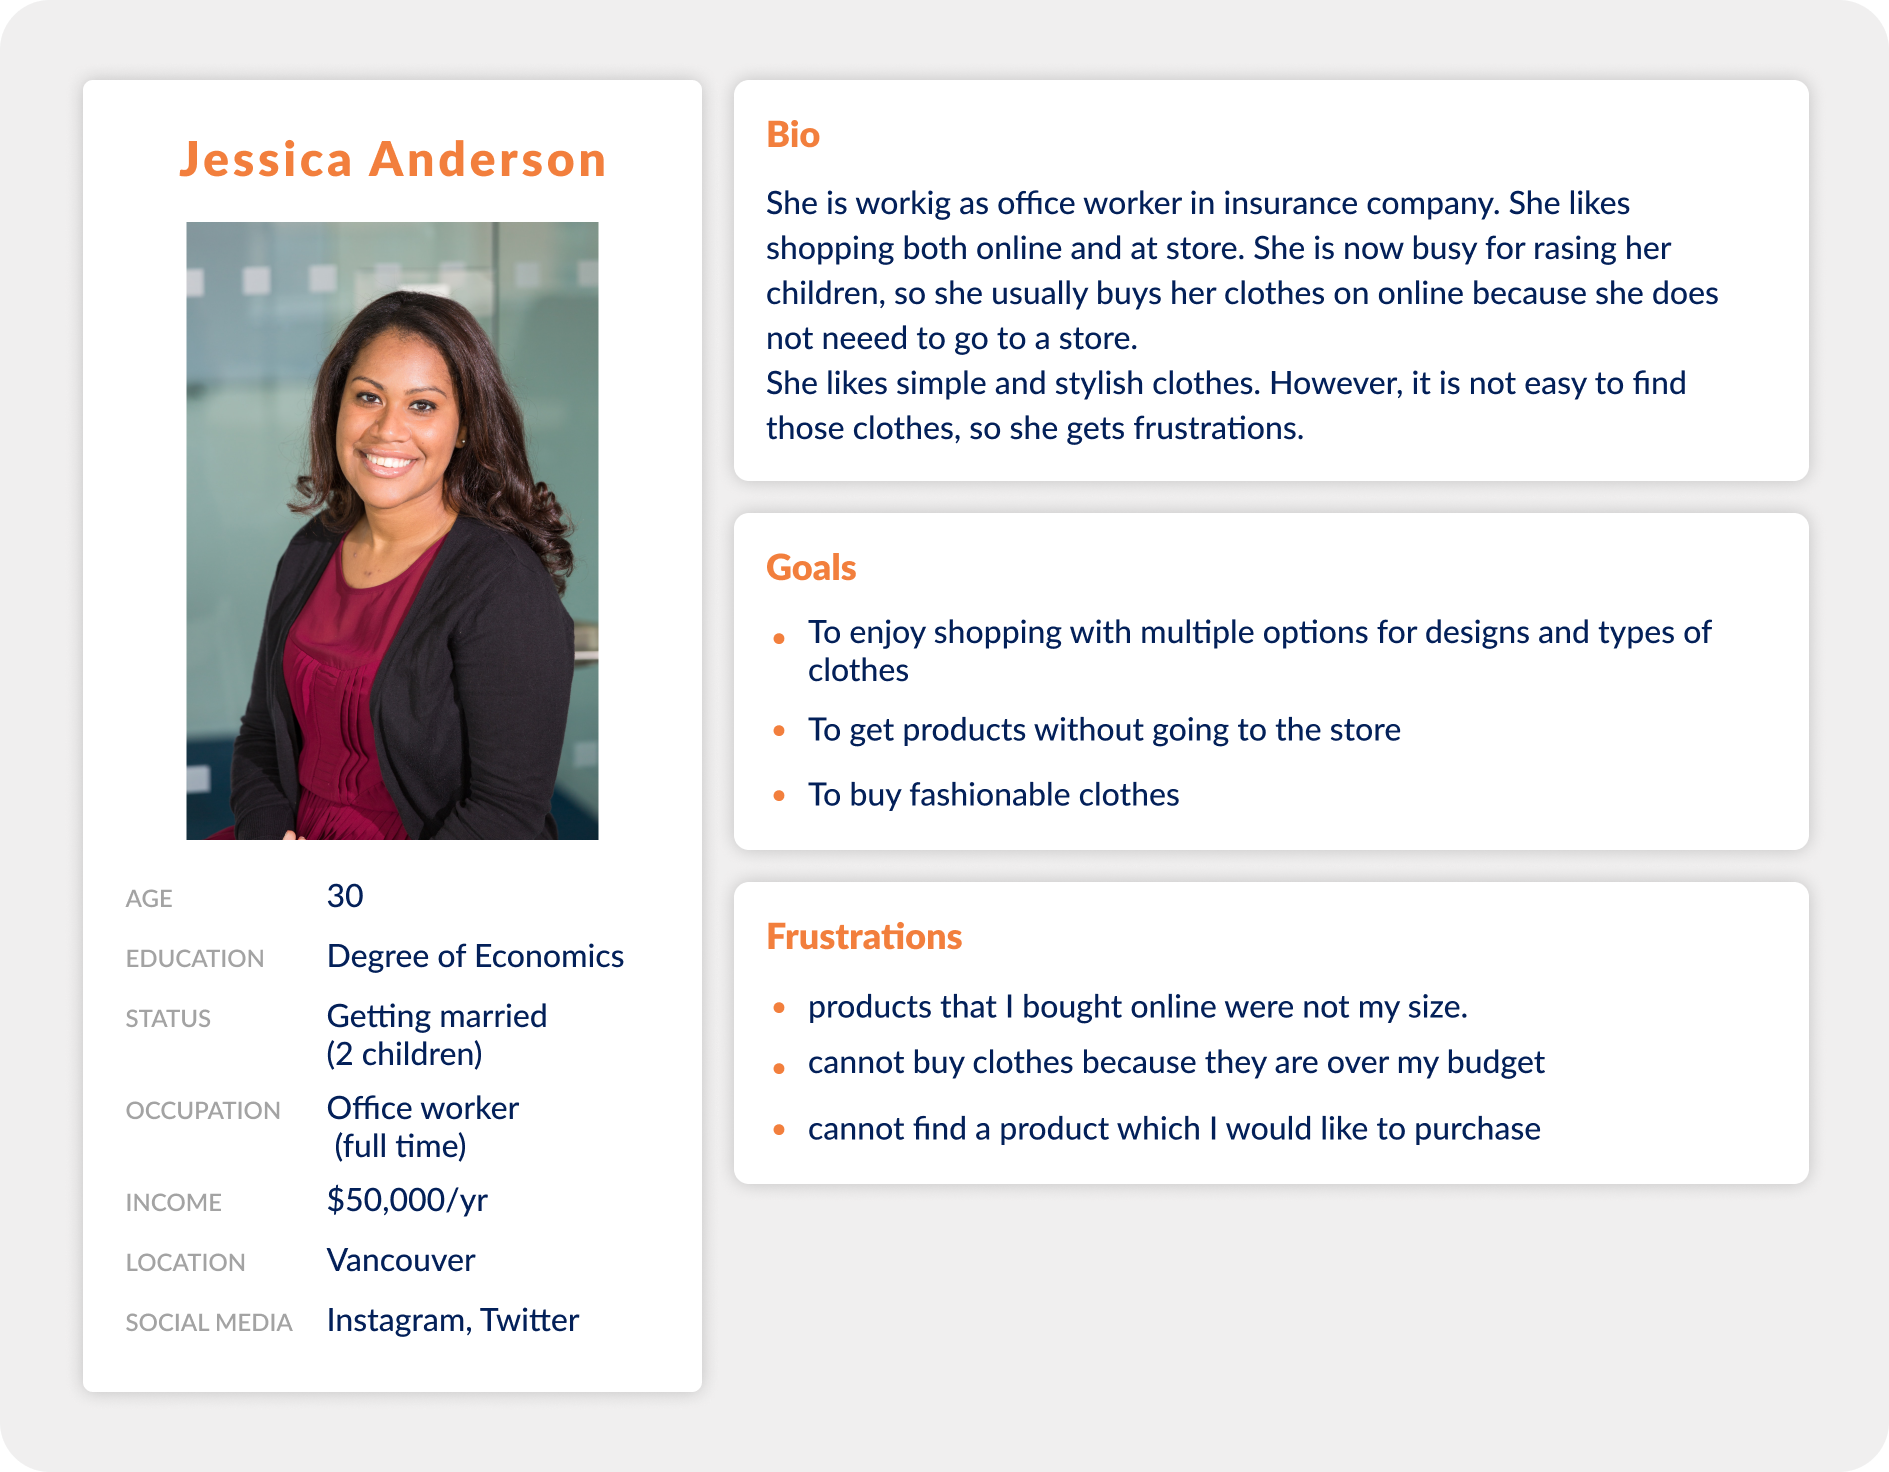 Jessica Anderson
AGE 30
EDUCATION Degree of Economics
STATUS Getting married
(2 children)
OCCUPATION Office worker
(full time)
INCOME $50,000/yr
LOCATION Vancouver
SOCIAL MEDIA Instagram, Twitter
Bio
She is workig as office worker in insurance company. She likes
shopping both online and at store. She is now busy for rasing her
children, so she usually buys her clothes on online because she does
not neeed to go to a store.
She likes simple and stylish clothes. However, it is not easy to find
those clothes, so she gets frustrations.
Goals
• To enjoy shopping with multiple options for designs and types of
clothes
• To get products without going to the store
• To buy fashionable clothes
Frustrations
• products that I bought online were not my size.
• cannot buy clothes because they are over my budget
• cannot find a product which I would like to purchase